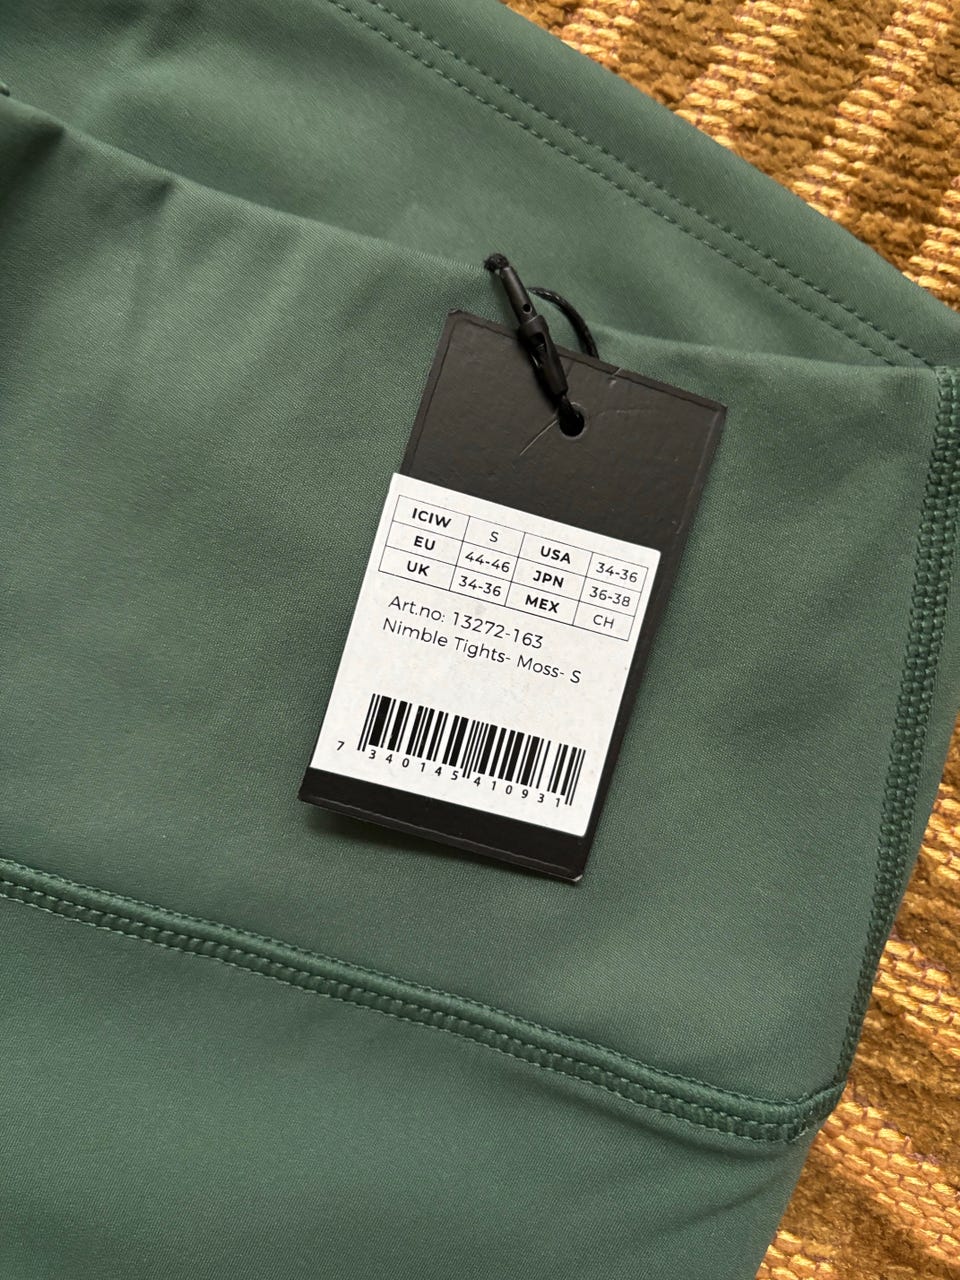 ICIW S USA 34-36
EU 44-46 JPN 36-38
UK 34-36 MEX CH
Art.no: 13272-163
Nimble Tights- Moss- S
7 340145 410931